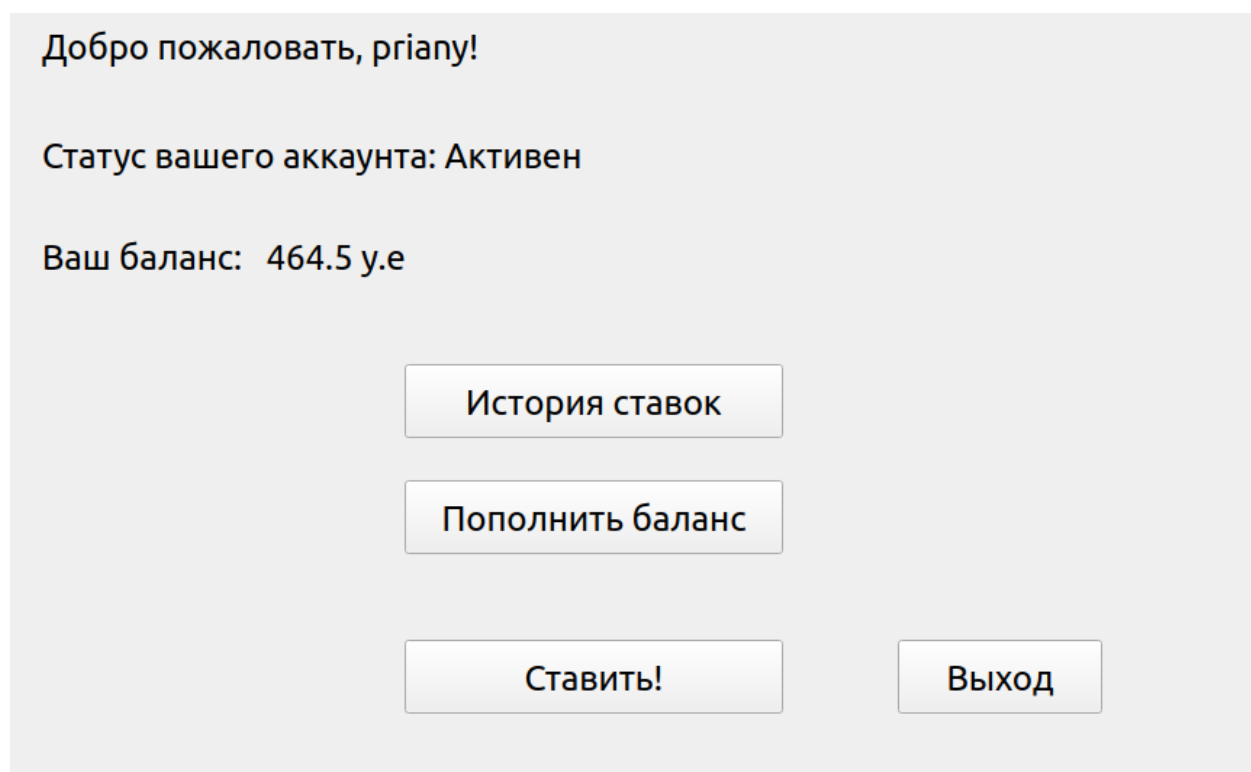 Добро пожаловать, priany!
Статус вашего аккаунта: Активен
Ваш баланс: 464.5 у.е
История ставок
Пополнить баланс
Ставить!
Выход